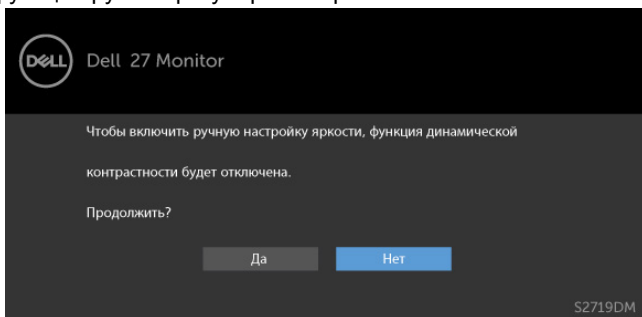 DELL
Dell 27 Monitor
Чтобы включить ручную настройку яркости, функция динамической
контрастности будет отключена.
Продолжить?
Да
Нет
S2719DM